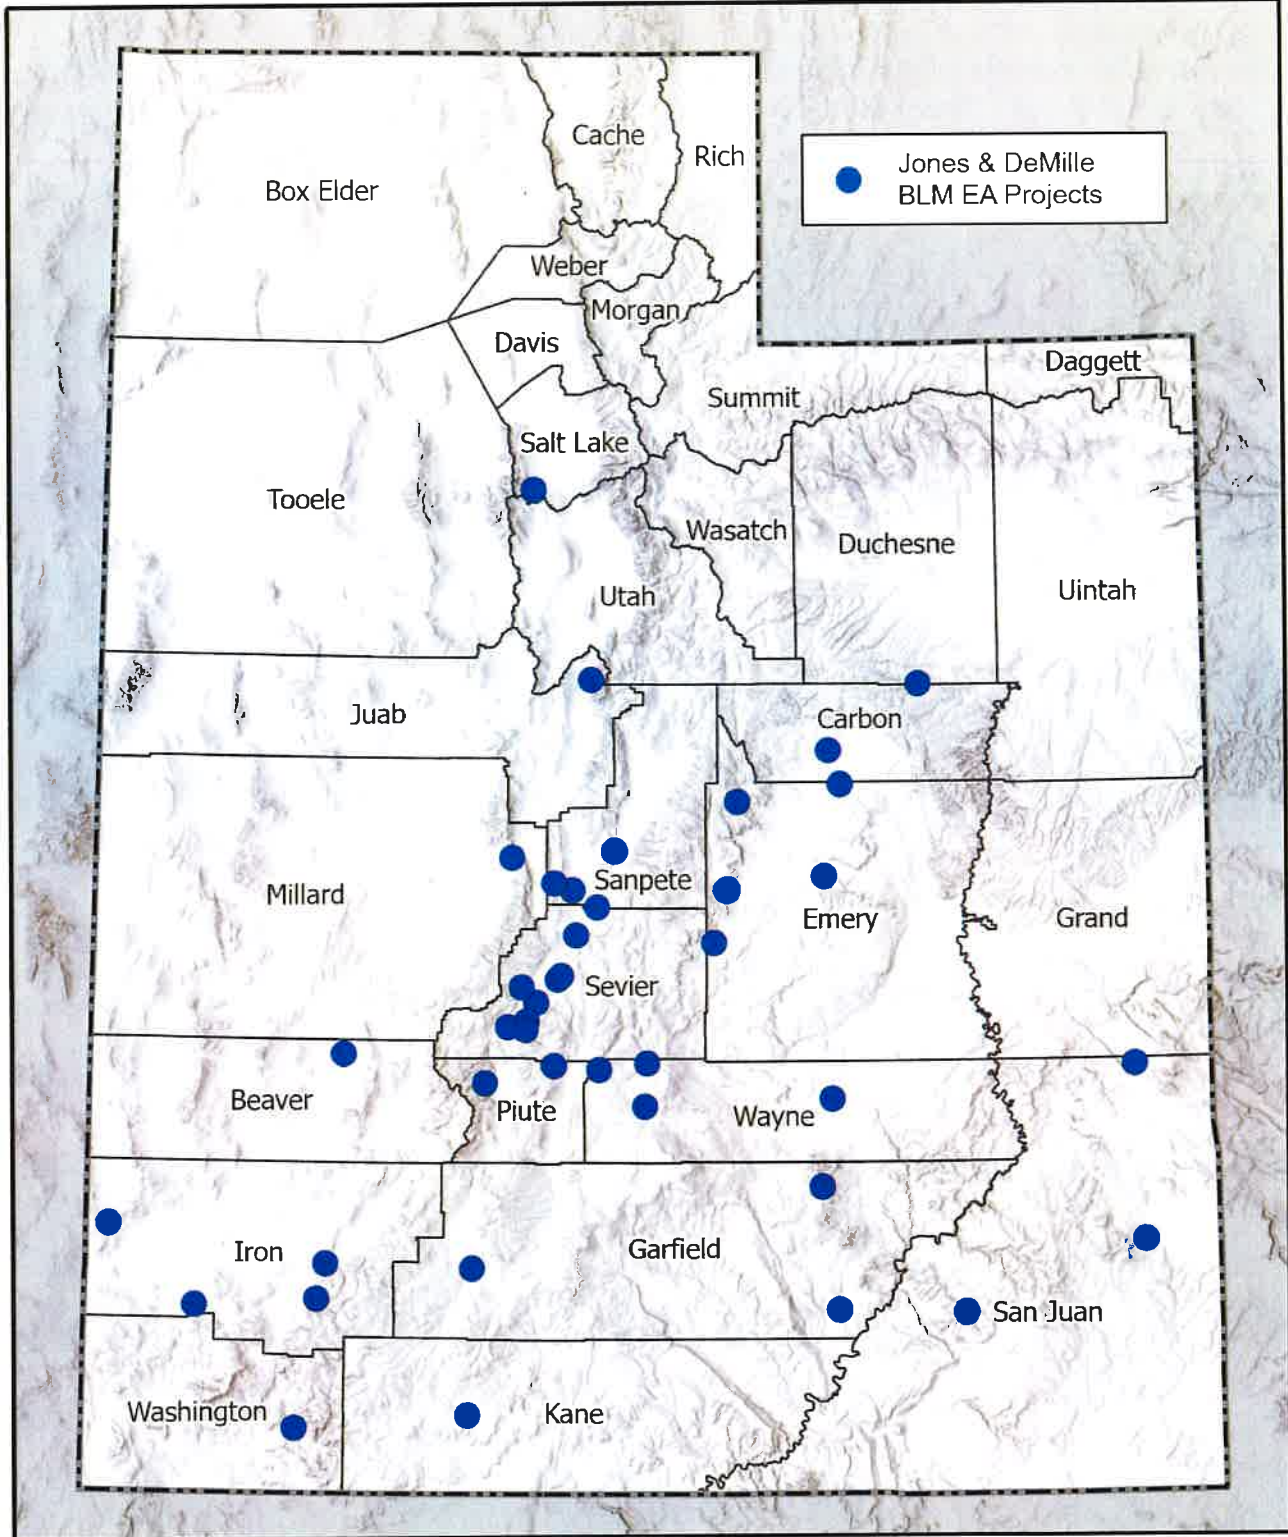 Cache
Rich
Jones & DeMille
BLM EA Projects
Box Elder
Weber
Morgan
Davis
Daggett
Summit
Salt Lake
Tooele
Wasatch
Duchesne
Uintah
Utah
Juab
Carbon
Millard
Sanpete
Emery
Grand
Sevier
Beaver
Piute
Wayne
Iron
Garfield
San Juan
Washington
Kane